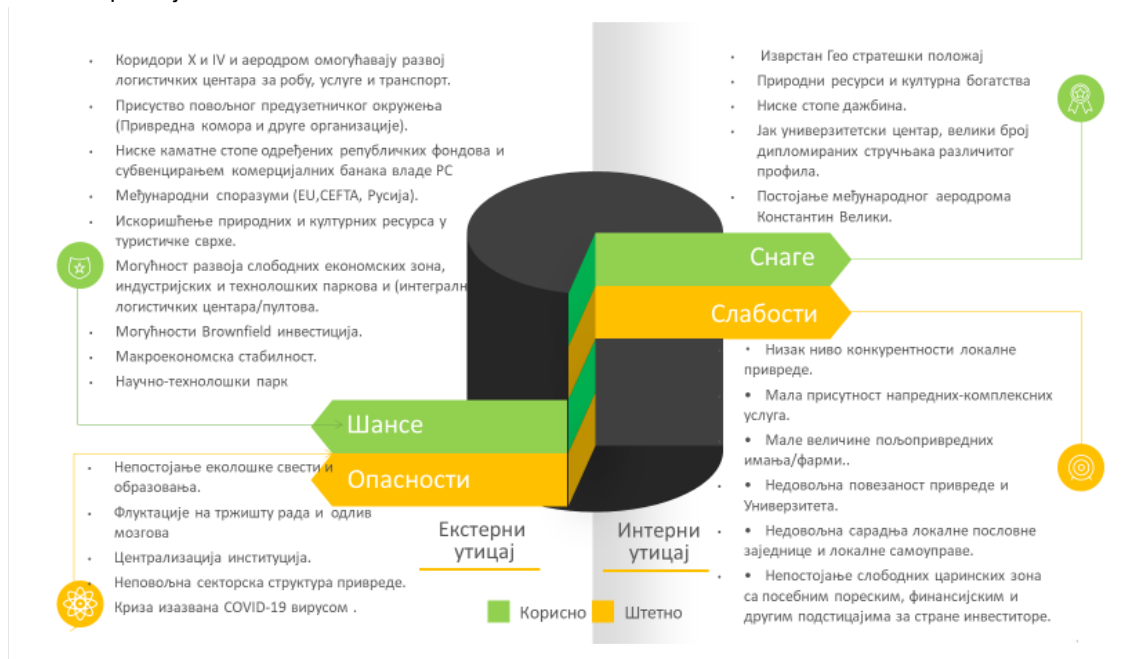 Коридори X и IV и аеродром омогућавају развој
логистичких центара за робу, услуге и транспорт.
Присуство повољног предузетничког окружења
(Привредна комора и друге организације).
Ниске каматне стопе одређених републичких фондова и
субвенцирањем комерцијалних банака владе РС
Међународни споразуми (EU,CEFTA, Русија).
Искоришћење природних и културних ресурса у
туристичке сврхе.
Могућност развоја слободних економских зона,
индустријских и технолошких паркова и (интегралн
логистичких центара/пултова.
Могућности Brownfield инвестиција.
Макроекономска стабилност.
Научно-технолошки парк
Шансе
Опасности
Непостојање еколошке свести и
образовања.
Флуктације на тржишту рада и одлив
мозгова
Централизација институција.
Неповољна секторска структура привреде.
Криза изазвана COVID-19 вирусом .
Екстерни
утицај
Изврстан Гео стратешки положај
Природни ресурси и културна богатства
Ниске стопе дажбина.
Јак универзитетски центар, велики број
дипломираних стручњака различитог
профила.
Постојање међународног аеродрома
Константин Велики.
Снаге
Слабости
• Низак ниво конкурентности локалне
привреде.
• Мала присутност напредних-комплексних
услуга.
• Мале величине пољопривредних
имања/фарми..
• Недовољна повезаност привреде и
Универзитета.
• Недовољна сарадња локалне пословне
заједнице и локалне самоуправе.
• Непостојање слободних царинских зона
са посебним пореским, финансијским и
другим подстицајима за стране инвеститоре.
Интерни
утицај
Корисно
Штетно